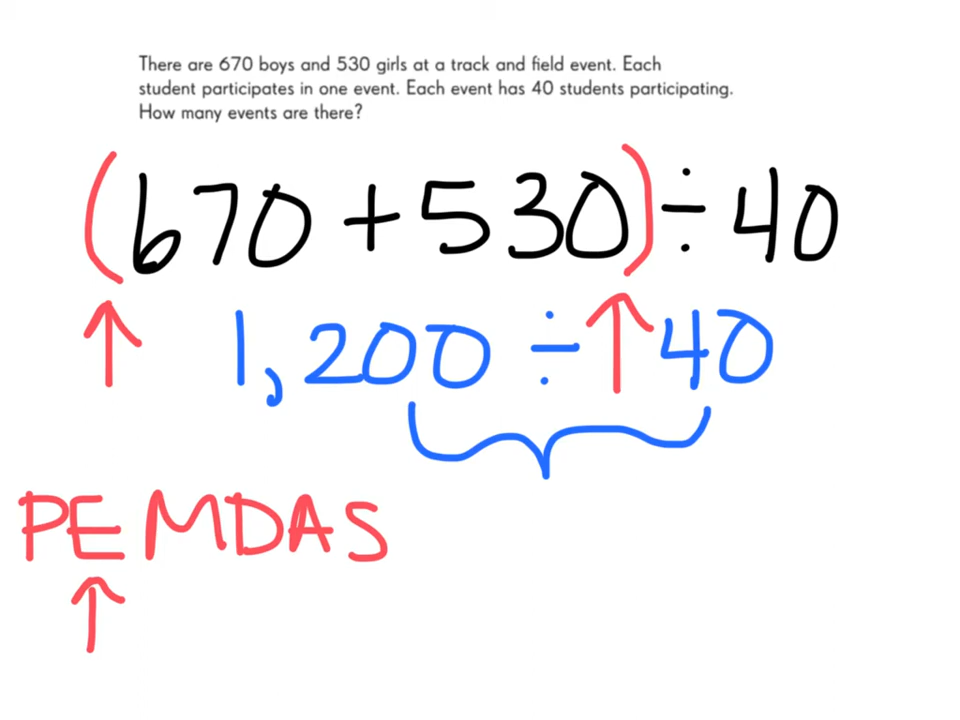 There are 670 boys and 530 girls at a track and field event. Each
student participates in one event. Each event has 40 students participating.
How many events are there?
(670+530)÷40
1,200÷40
PEMDAS